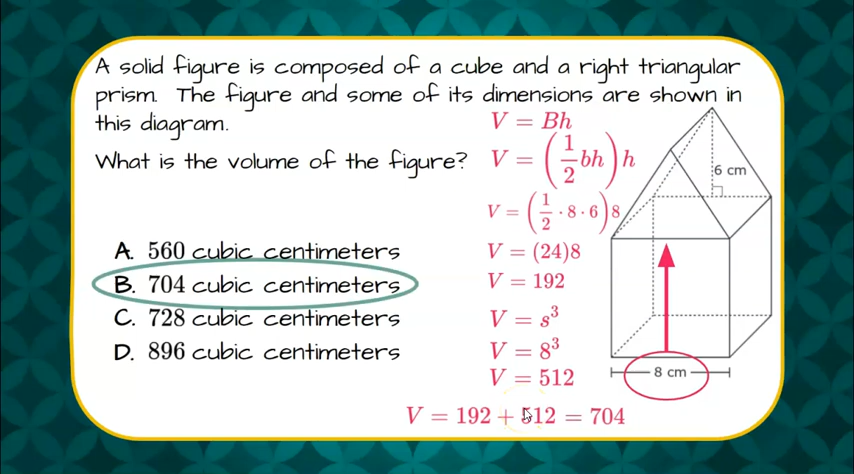 A solid figure is composed of a cube and a right triangular
prism. The figure and some of its dimensions are shown in
this diagram.
What is the volume of the figure?
A. 560 cubic centimeters
B. 704 cubic centimeters
C. 728 cubic centimeters
D. 896 cubic centimeters
V = Bh
V = (1/2 bh) h
V = (1/2 · 8 · 6) 8
V = (24)8
V = 192
V = s³
V = 8³
V = 512
V = 192 + 512 = 704
6 cm
8 cm